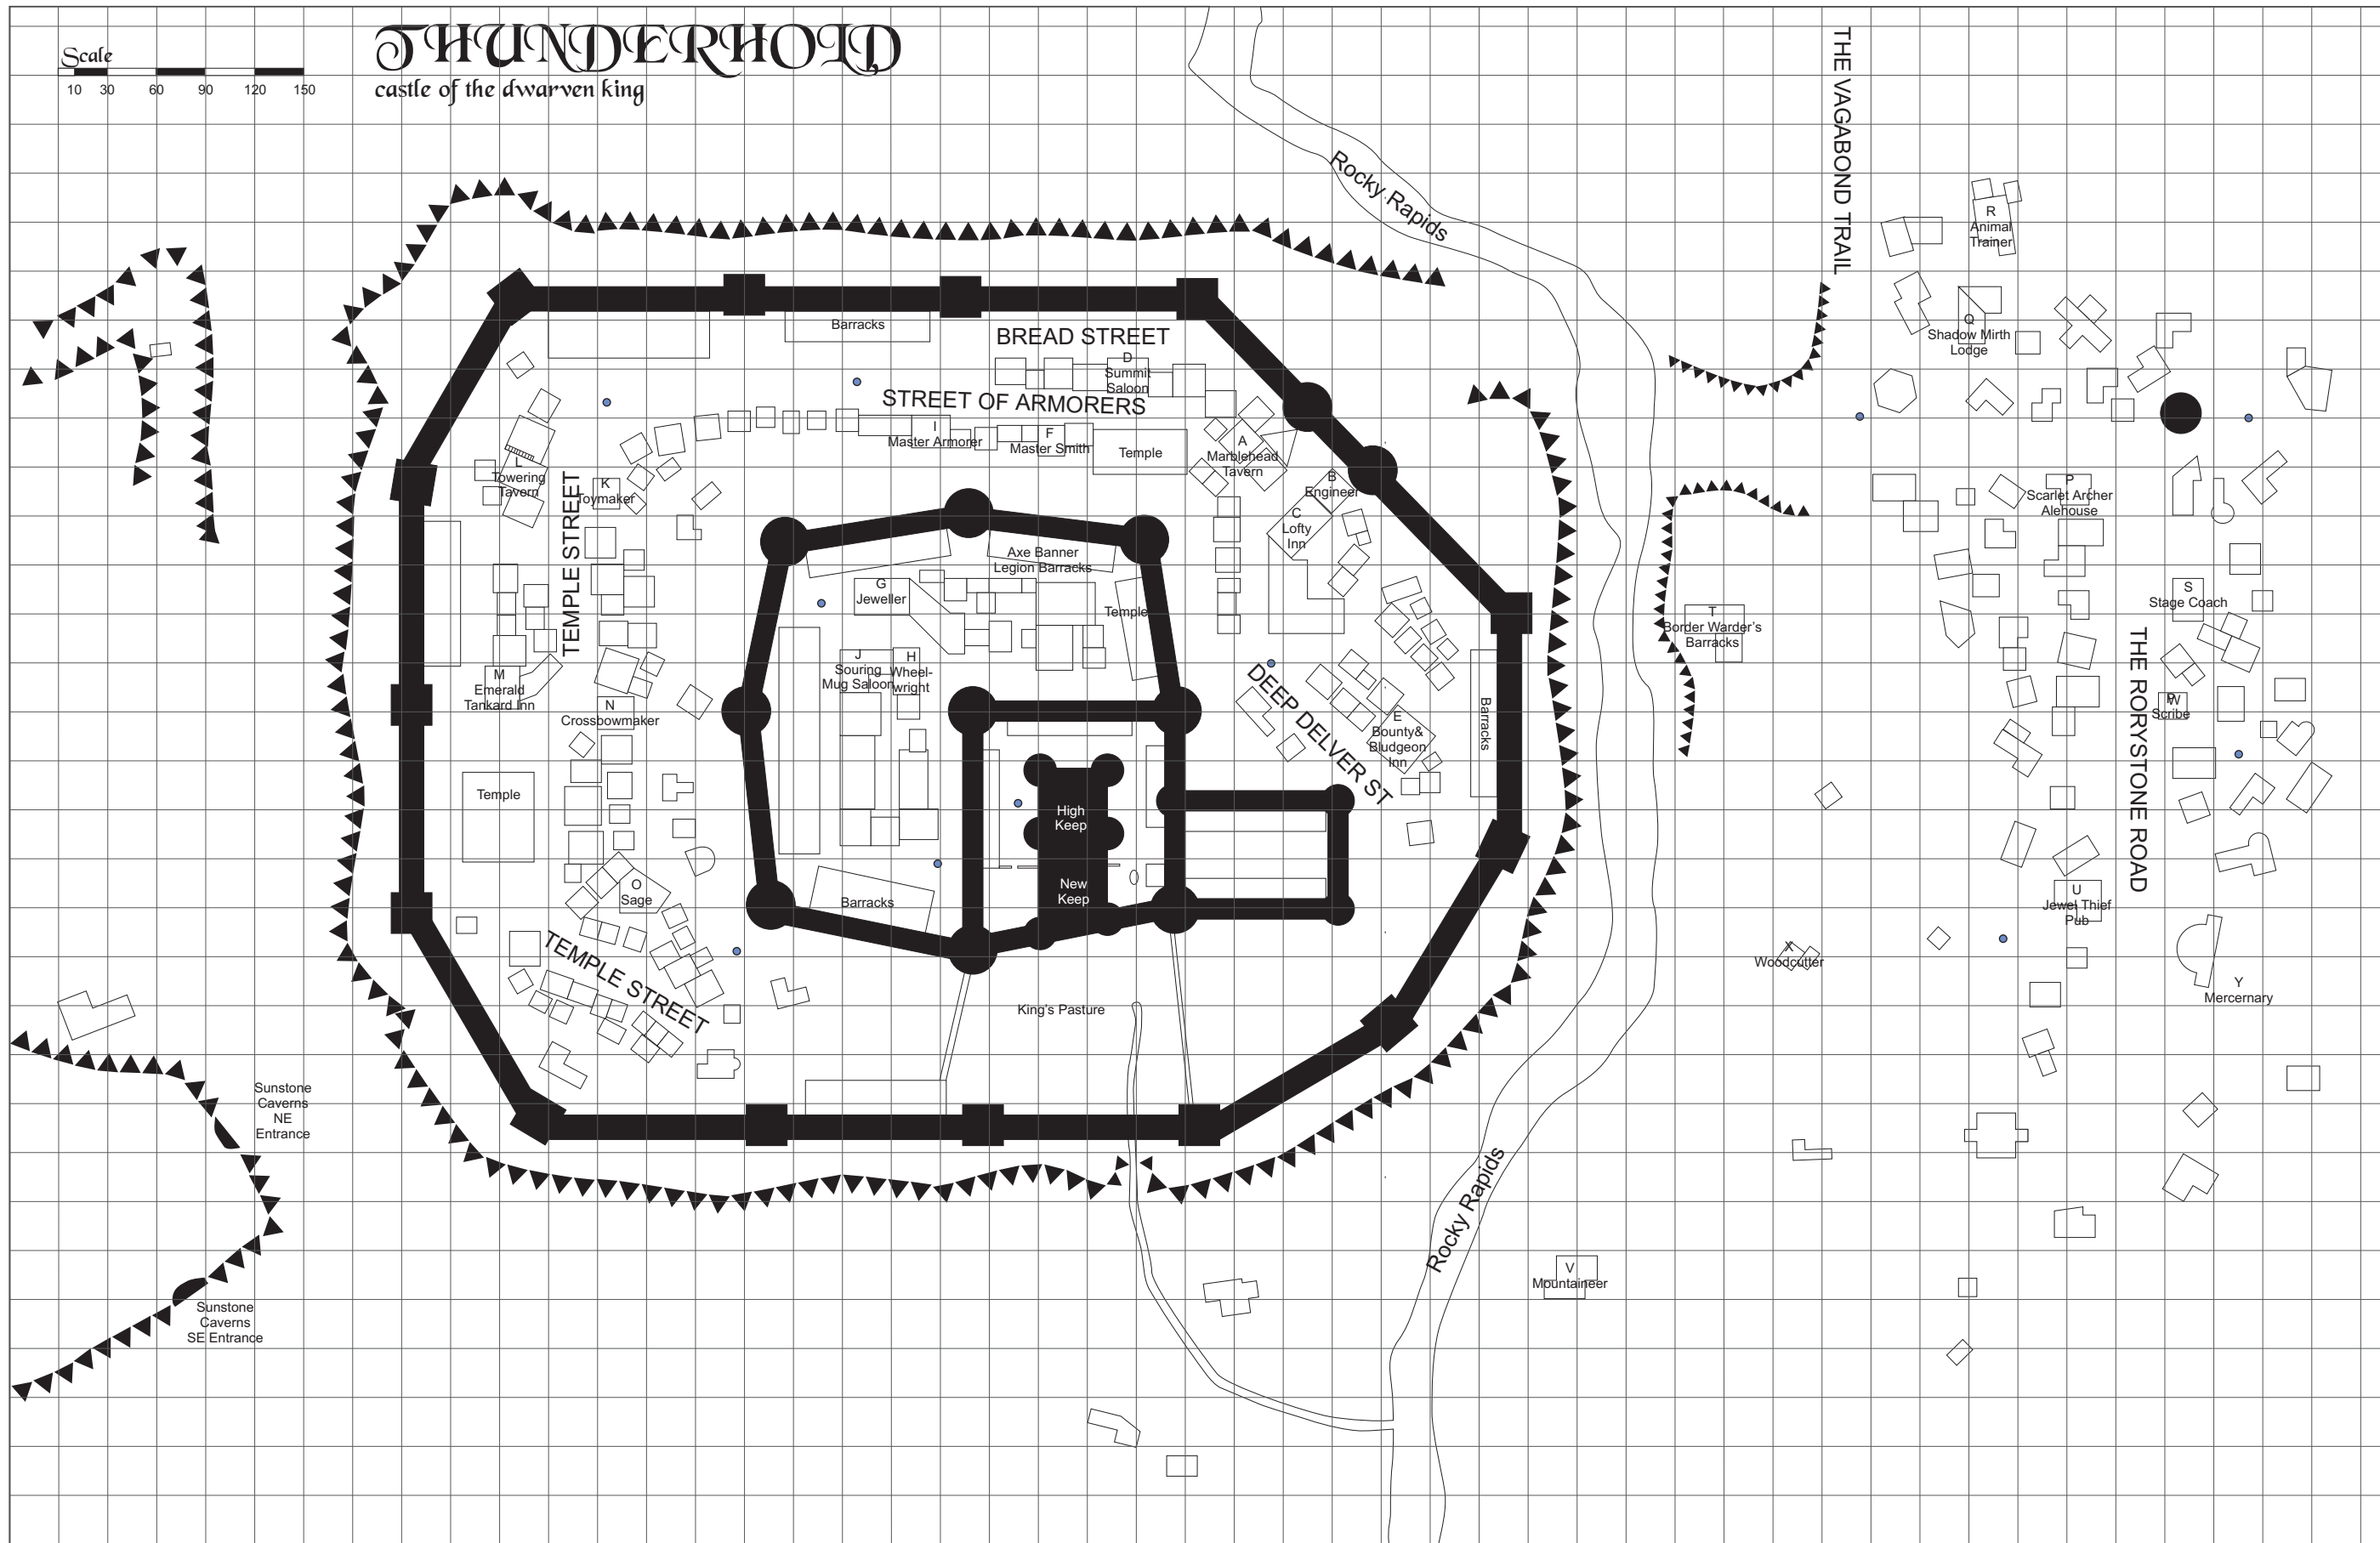 THUNDERHOLD
castle of the dwarven king
Scale
10 30 60 90 120 150
THE VAGABOND TRAIL
Rocky Rapids
R
Animal
Trainer
Q
Shadow Mirth
Lodge
Barracks
BREAD STREET
D
Summit
Saloon
STREET OF ARMORERS
I
Master Armorer
F
Master Smith
Temple
A
Marblehead
Tavern
B
Engineer
C
Lofty
Inn
L
Towering
Tavern
K
Toymaker
TEMPLE STREET
P
Scarlet Archer
Alehouse
Axe Banner
Legion Barracks
G
Jeweller
Temple
S
Stage Coach
T
Border Warder's
Barracks
THE RORYSTONE ROAD
J
Souring
Mug Saloon
H
Wheel-
wright
M
Emerald
Tankard Inn
N
Crossbowmaker
DEEP DELVER ST
E
Bounty&
Bludgeon
Inn
Barracks
W
Scribe
Temple
High
Keep
New
Keep
O
Sage
Barracks
U
Jewel Thief
Pub
TEMPLE STREET
X
Woodcutter
Y
Mercernary
King's Pasture
Sunstone
Caverns
NE
Entrance
Rocky Rapids
V
Mountaineer
Sunstone
Caverns
SE Entrance